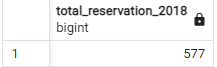 total_reservation_2018
bigint
1 577